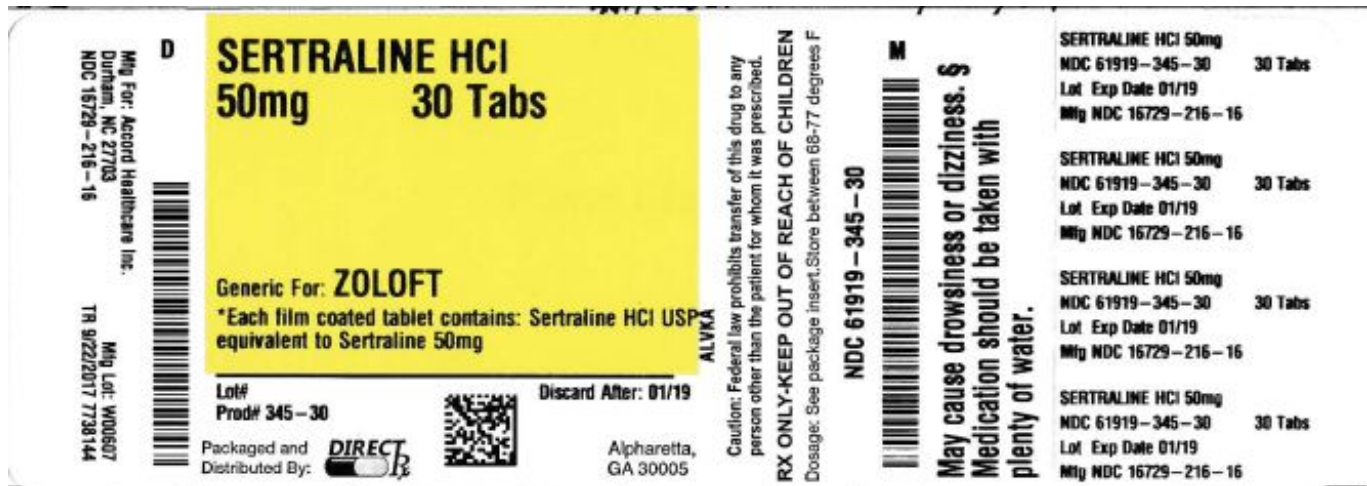 Mfg For: Accord Healthcare Inc.
Durham, NC 27703
NDC 16729-216-16
Mfg Lot: W00607
TR 9/22/2017 7738144
D
SERTRALINE HCl
50mg 30 Tabs
Generic For: ZOLOFT
*Each film coated tablet contains: Sertraline HCl USP
equivalent to Sertraline 50mg
ALVKA
Lot#
Discard After: 01/19
Prod# 345-30
Packaged and
Distributed By:
DIRECT Rx
Alpharetta,
GA 30005
Caution: Federal law prohibits transfer of this drug to any
person other than the patient for whom it was prescribed.
RX ONLY-KEEP OUT OF REACH OF CHILDREN
Dosage: See package insert.Store between 68-77 degrees F
NDC 61919-345-30
M
May cause drowsiness or dizziness. §
Medication should be taken with
plenty of water.
SERTRALINE HCl 50mg
NDC 61919-345-30 30 Tabs
Lot Exp Date 01/19
Mfg NDC 16729-216-16
SERTRALINE HCl 50mg
NDC 61919-345-30 30 Tabs
Lot Exp Date 01/19
Mfg NDC 16729-216-16
SERTRALINE HCl 50mg
NDC 61919-345-30 30 Tabs
Lot Exp Date 01/19
Mfg NDC 16729-216-16
SERTRALINE HCl 50mg
NDC 61919-345-30 30 Tabs
Lot Exp Date 01/19
Mfg NDC 16729-216-16